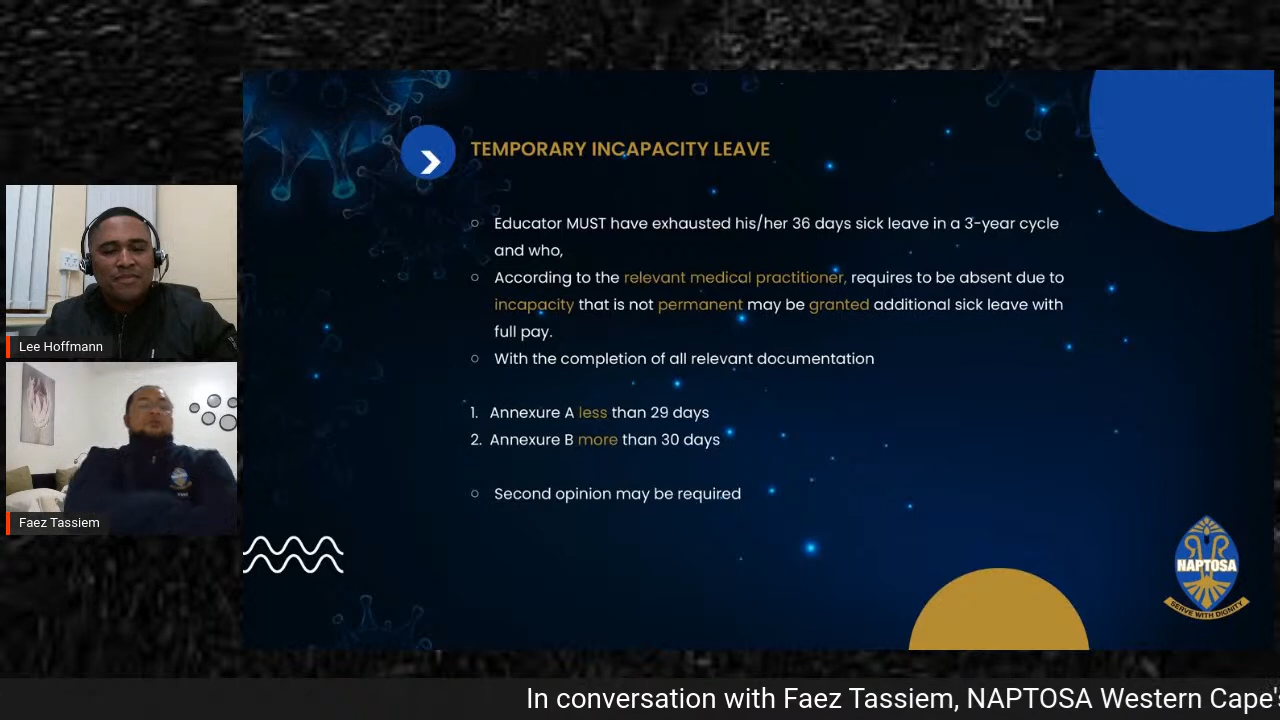 TEMPORARY INCAPACITY LEAVE
Educator MUST have exhausted his/her 36 days sick leave in a 3-year cycle
and who,
According to the relevant medical practitioner, requires to be absent due to
incapacity that is not permanent may be granted additional sick leave with
full pay.
With the completion of all relevant documentation
1. Annexure A less than 29 days
2. Annexure B more than 30 days
Second opinion may be required
Lee Hoffmann
Faez Tassiem
NAPTOSA
NAPTOSA
SERVE WITH DIGNITY
In conversation with Faez Tassiem, NAPTOSA Western Cape's